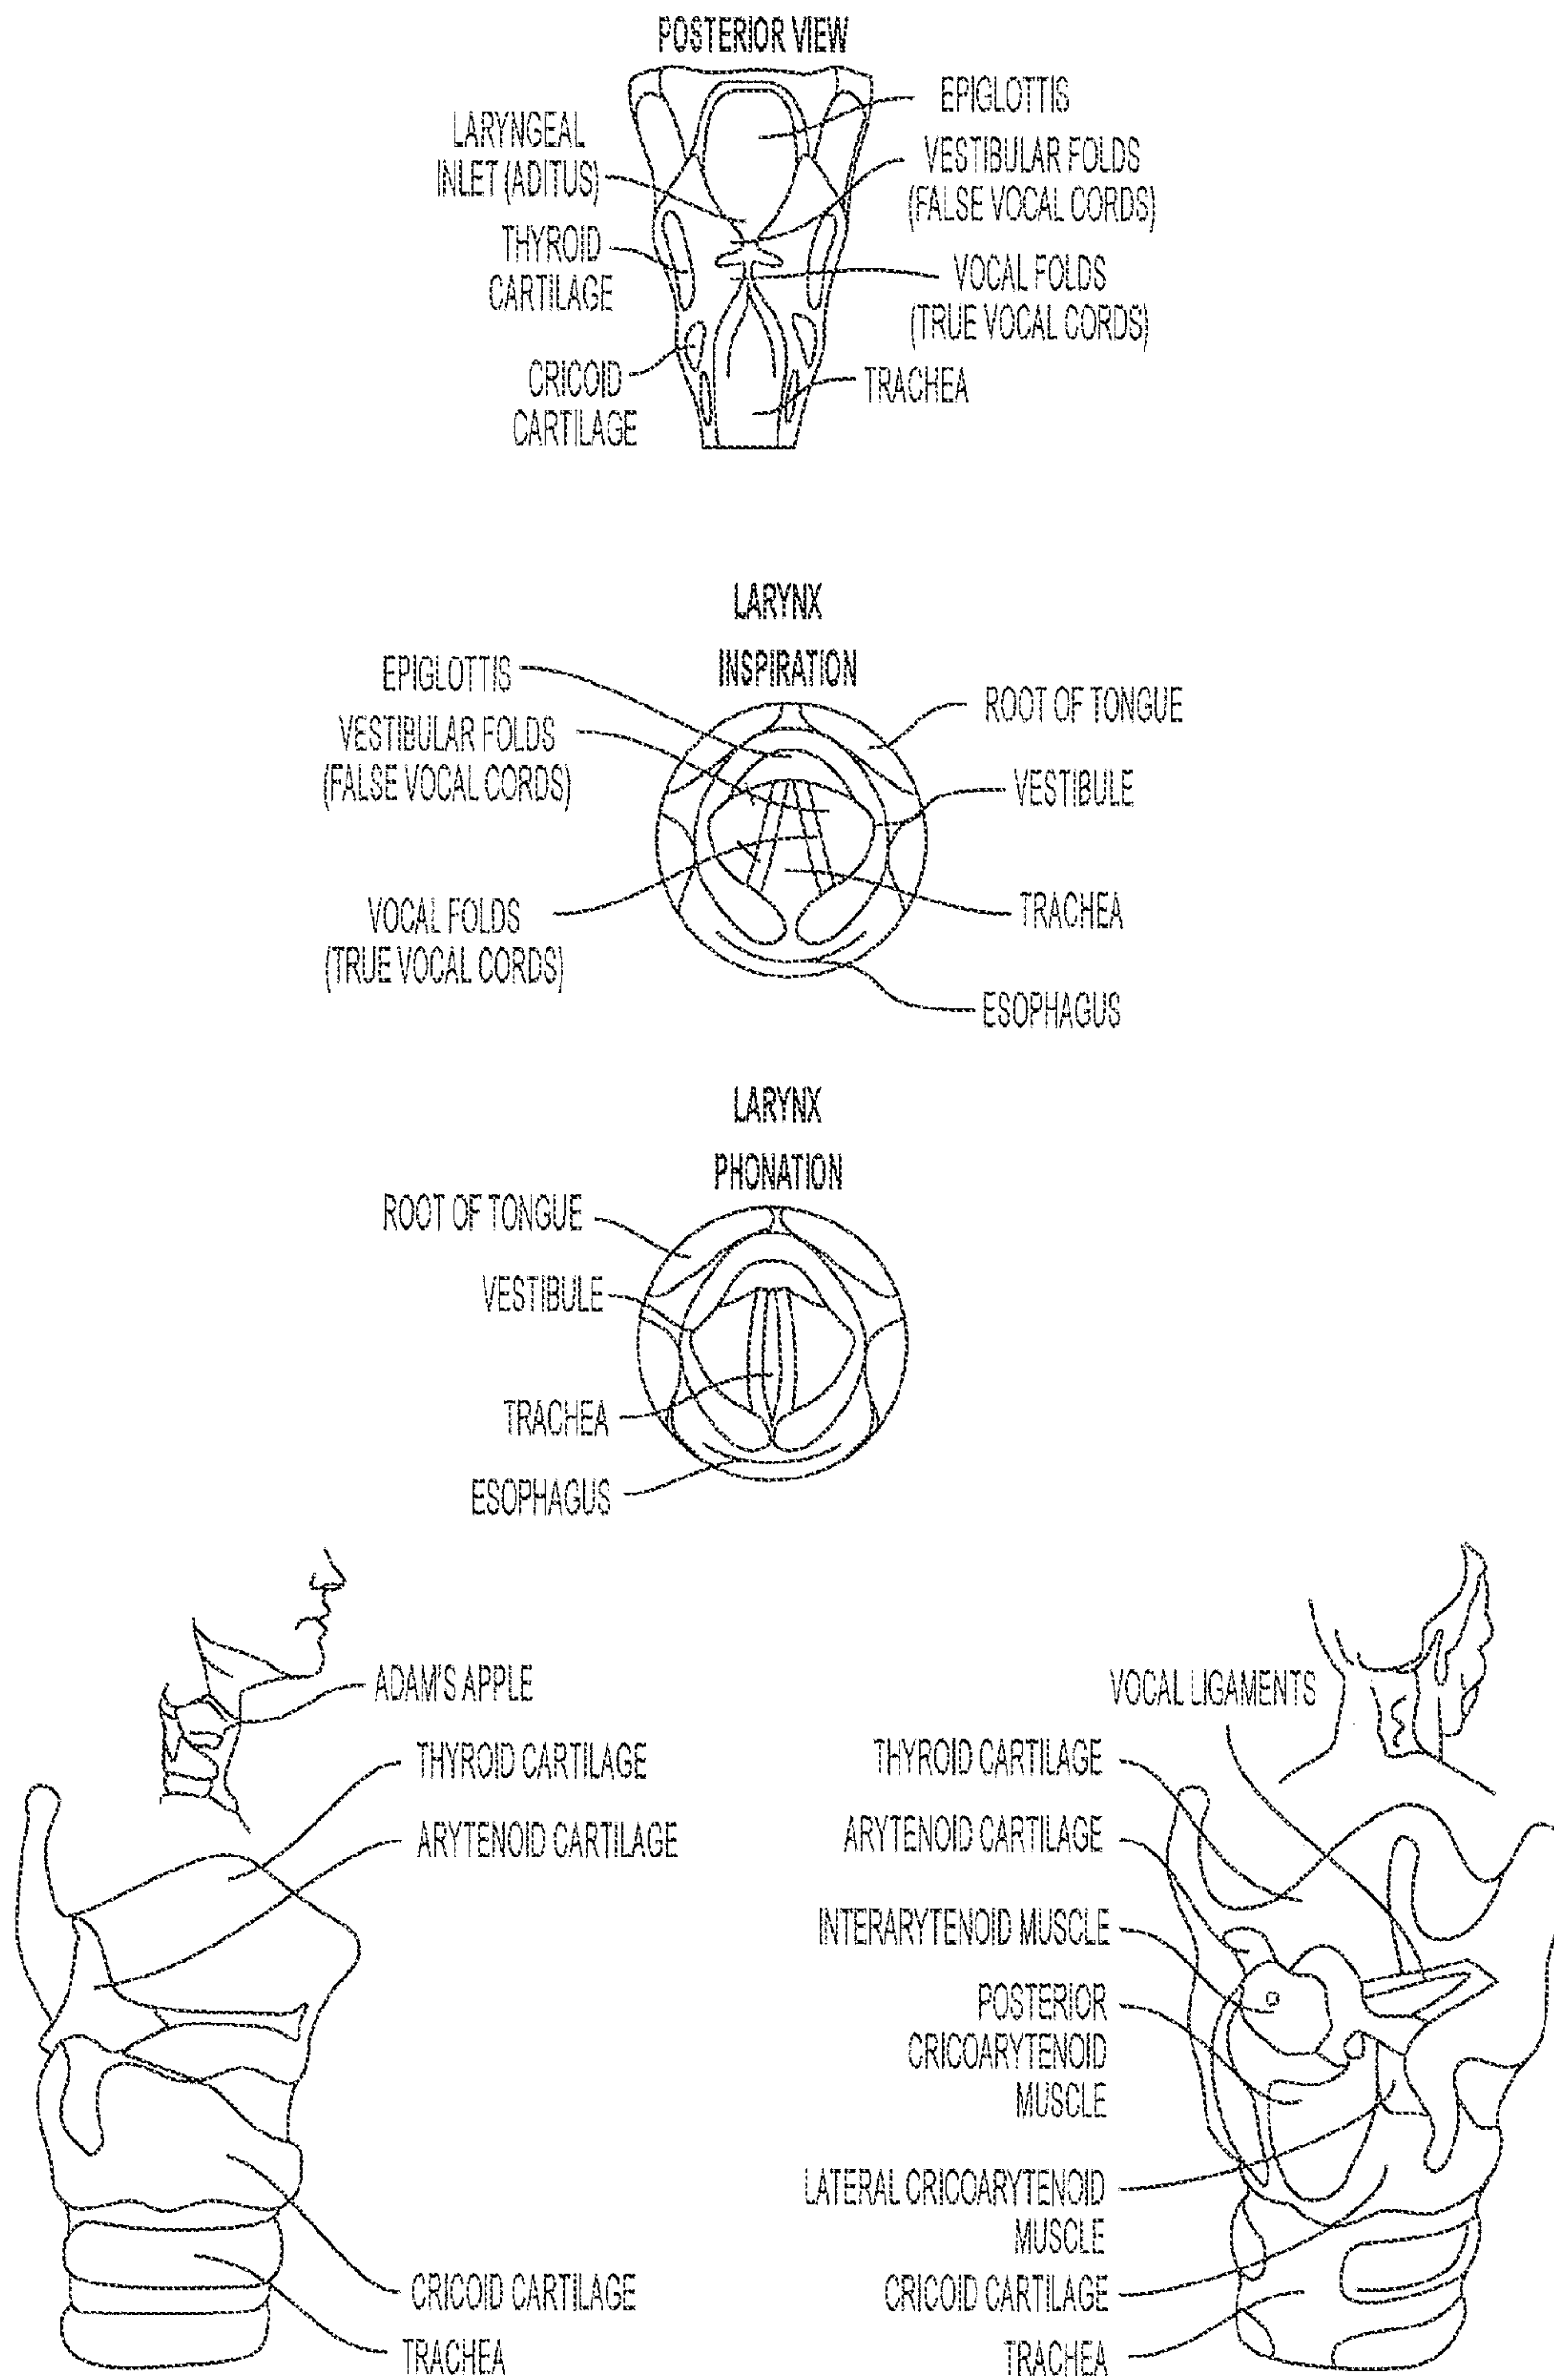 POSTERIOR VIEW
LARYNGEAL
INLET (ADITUS)
THYROID
CARTILAGE
CRICOID
CARTILAGE
EPIGLOTTIS
VESTIBULAR FOLDS
(FALSE VOCAL CORDS)
VOCAL FOLDS
(TRUE VOCAL CORDS)
TRACHEA
LARYNX
INSPIRATION
EPIGLOTTIS
VESTIBULAR FOLDS
(FALSE VOCAL CORDS)
VOCAL FOLDS
(TRUE VOCAL CORDS)
ROOT OF TONGUE
VESTIBULE
TRACHEA
ESOPHAGUS
LARYNX
PHONATION
ROOT OF TONGUE
VESTIBULE
TRACHEA
ESOPHAGUS
ADAM'S APPLE
THYROID CARTILAGE
ARYTENOID CARTILAGE
CRICOID CARTILAGE
TRACHEA
VOCAL LIGAMENTS
THYROID CARTILAGE
ARYTENOID CARTILAGE
INTERARYTENOID MUSCLE
POSTERIOR
CRICOARYTENOID
MUSCLE
LATERAL CRICOARYTENOID
MUSCLE
CRICOID CARTILAGE
TRACHEA